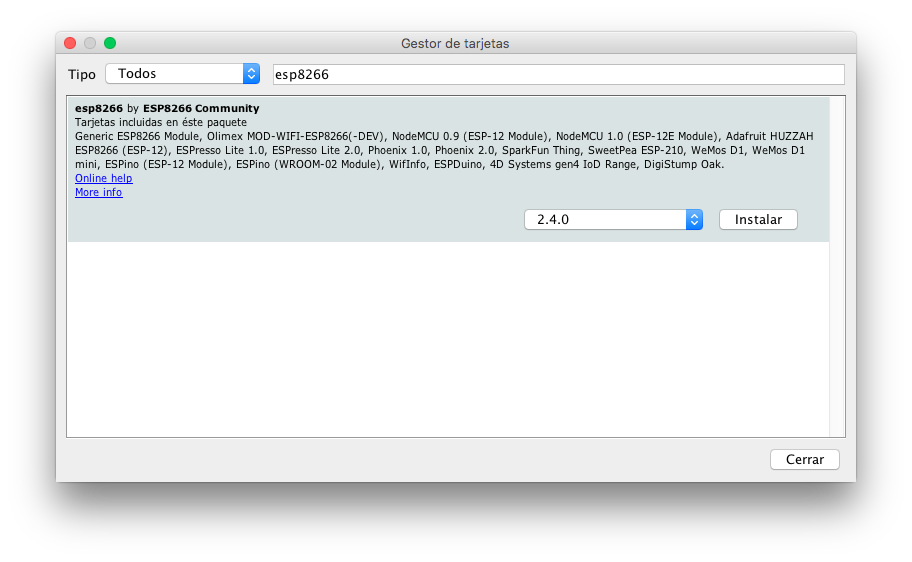 Gestor de tarjetas
Tipo Todos esp8266
esp8266 by ESP8266 Community
Tarjetas incluidas en éste paquete
Generic ESP8266 Module, Olimex MOD-WIFI-ESP8266(-DEV), NodeMCU 0.9 (ESP-12 Module), NodeMCU 1.0 (ESP-12E Module), Adafruit HUZZAH
ESP8266 (ESP-12), ESPresso Lite 1.0, ESPresso Lite 2.0, Phoenix 1.0, Phoenix 2.0, SparkFun Thing, SweetPea ESP-210, WeMos D1, WeMos D1
mini, ESPino (ESP-12 Module), ESPino (WROOM-02 Module), WifInfo, ESPDuino, 4D Systems gen4 IoD Range, DigiStump Oak.
Online help
More info
2.4.0 Instalar
Cerrar